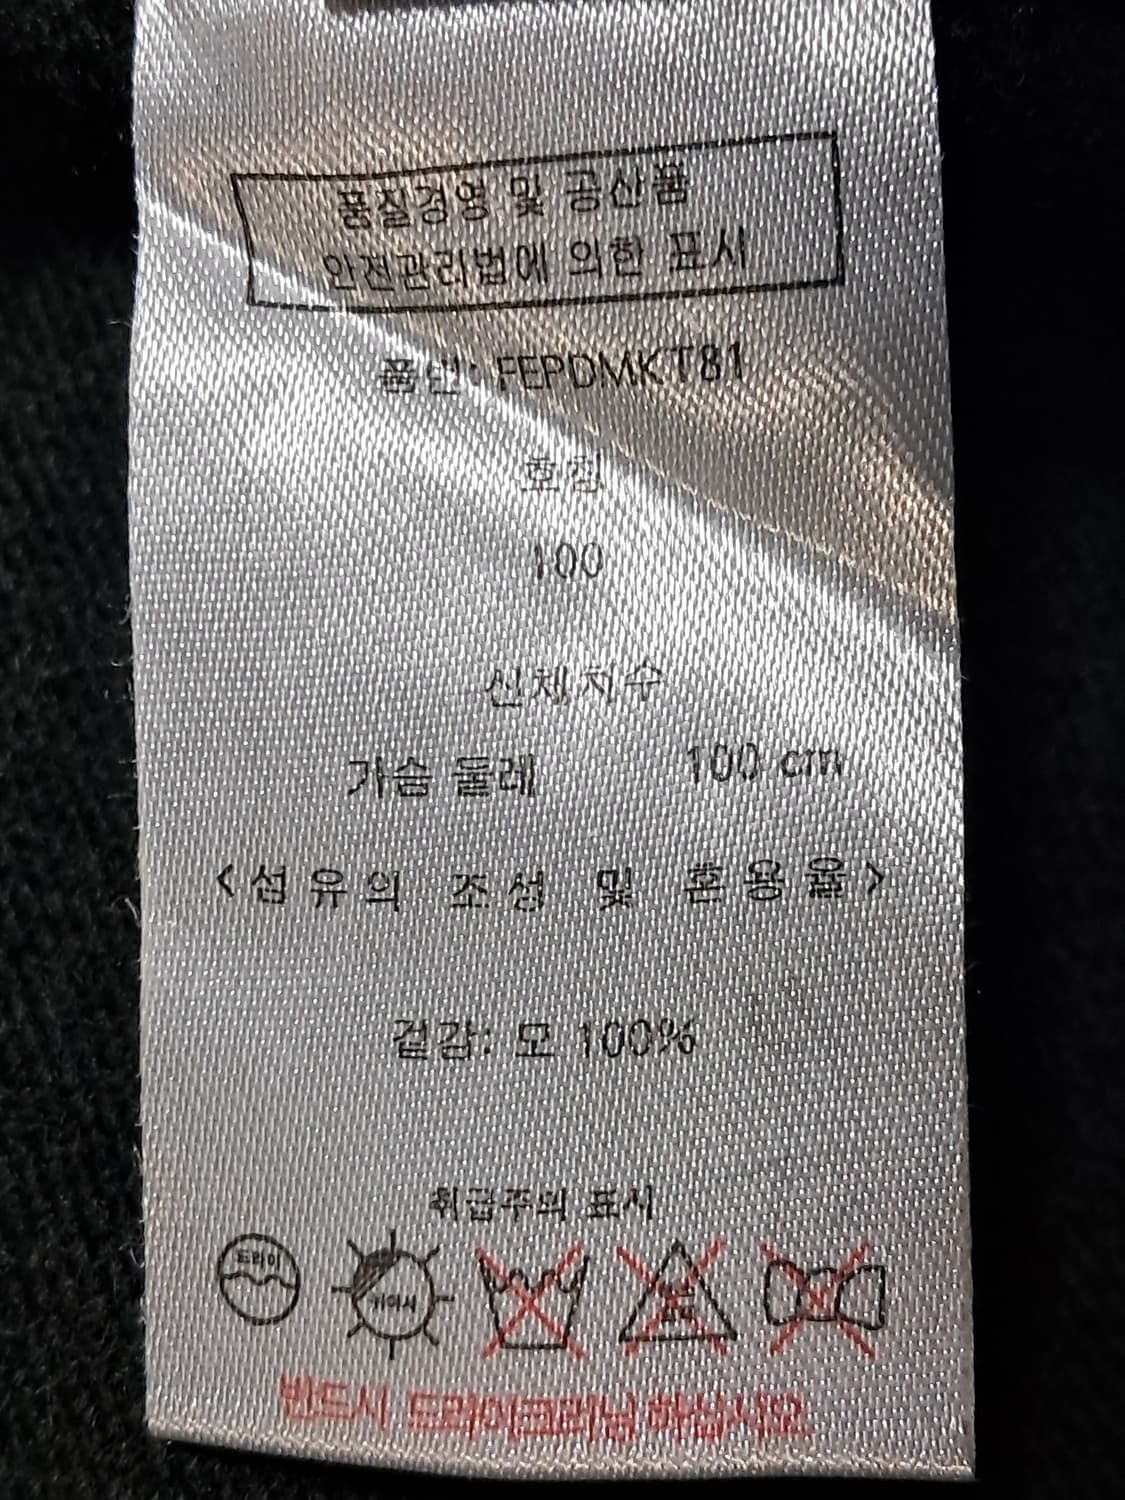 품질경영 및 공산품
안전관리법에 의한 표시
품번: FEPDMKT81
호칭
100
신체치수
가슴 둘레 100 cm
<섬유의 조성 및 혼용율>
겉감: 모 100%
취급주의 표시
드라이
뉘어서
반드시 드라이크리닝 하십시요